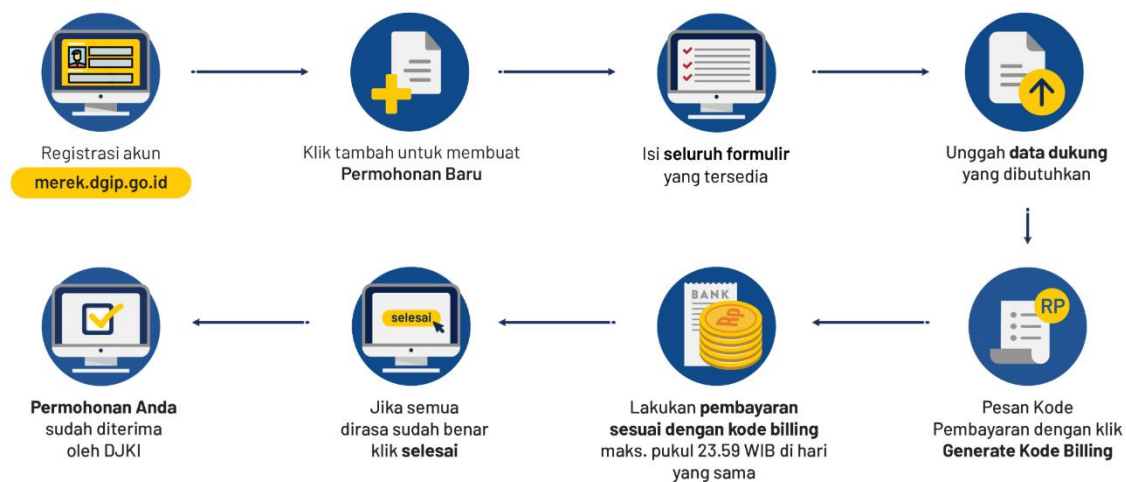 Registrasi akun
merek.dgip.go.id
Klik tambah untuk membuat
Permohonan Baru
Isi seluruh formulir
yang tersedia
Unggah data dukung
yang dibutuhkan
RP
Pesan Kode
Pembayaran dengan klik
Generate Kode Billing
BANK
Rp
Lakukan pembayaran
sesuai dengan kode billing
maks. pukul 23.59 WIB di hari
yang sama
selesai
Jika semua
dirasa sudah benar
klik selesai
Permohonan Anda
sudah diterima
oleh DJKI